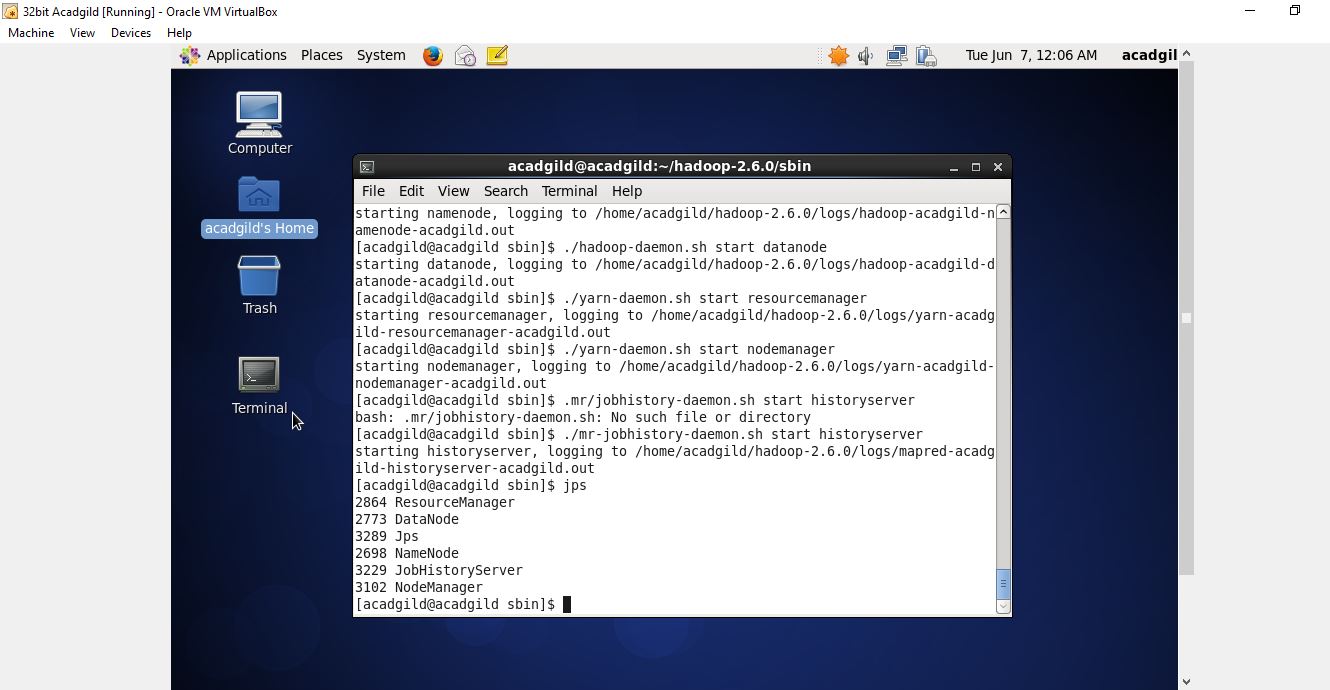 32bit Acadgild [Running] - Oracle VM VirtualBox
Machine View Devices Help
Applications Places System
Tue Jun 7, 12:06 AM acadgil
Computer
acadgild's Home
Trash
Terminal
acadgild@acadgild:~/hadoop-2.6.0/sbin
File Edit View Search Terminal Help
starting namenode, logging to /home/acadgild/hadoop-2.6.0/logs/hadoop-acadgild-n
amenode-acadgild.out
[acadgild@acadgild sbin]$ ./hadoop-daemon.sh start datanode
starting datanode, logging to /home/acadgild/hadoop-2.6.0/logs/hadoop-acadgild-d
atanode-acadgild.out
[acadgild@acadgild sbin]$ ./yarn-daemon.sh start resourcemanager
starting resourcemanager, logging to /home/acadgild/hadoop-2.6.0/logs/yarn-acadg
ild-resourcemanager-acadgild.out
[acadgild@acadgild sbin]$ ./yarn-daemon.sh start nodemanager
starting nodemanager, logging to /home/acadgild/hadoop-2.6.0/logs/yarn-acadgild-
nodemanager-acadgild.out
[acadgild@acadgild sbin]$ .mr/jobhistory-daemon.sh start historyserver
bash: .mr/jobhistory-daemon.sh: No such file or directory
[acadgild@acadgild sbin]$ ./mr-jobhistory-daemon.sh start historyserver
starting historyserver, logging to /home/acadgild/hadoop-2.6.0/logs/mapred-acadg
ild-historyserver-acadgild.out
[acadgild@acadgild sbin]$ jps
2864 ResourceManager
2773 DataNode
3289 Jps
2698 NameNode
3229 JobHistoryServer
3102 NodeManager
[acadgild@acadgild sbin]$